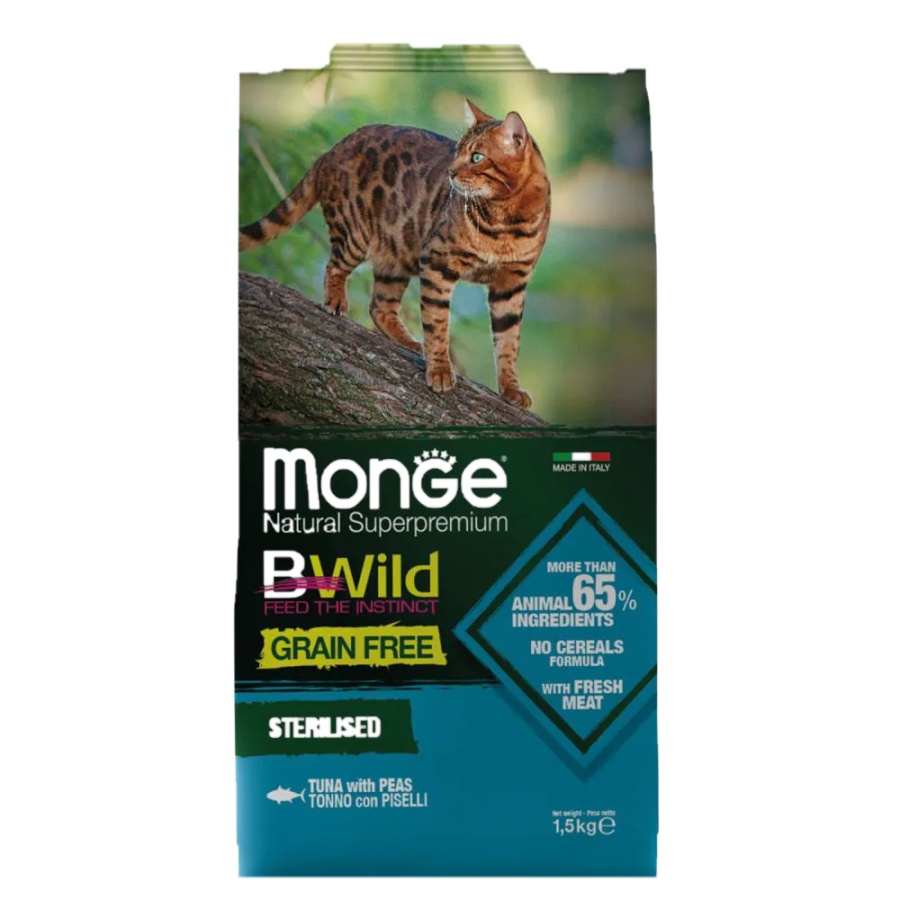 MonGe®
Natural Superpremium
MADE IN ITALY
BWild
FEED THE INSTINCT
GRAIN FREE
MORE THAN
ANIMAL 65%
INGREDIENTS
NO CEREALS
FORMULA
WITH FRESH
MEAT
STERILISED
TUNA with PEAS
TONNO con PISELLI
Net weight - Peso netto
1,5kg℮